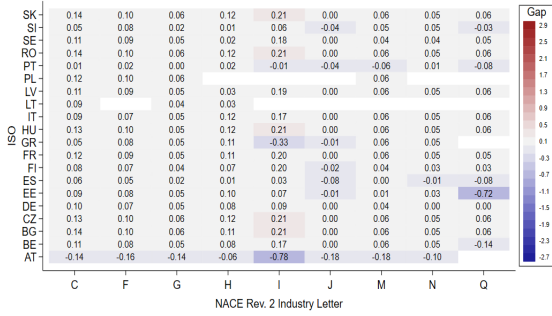 Gap
SK 0.14 0.10 0.06 0.12 0.21 0.00 0.06 0.05 0.06 2.9
SI 0.05 0.08 0.02 0.01 0.06 -0.04 0.05 0.05 -0.03 2.5
SE 0.11 0.09 0.05 0.02 0.18 0.00 0.04 0.04 0.05
RO 0.14 0.10 0.06 0.12 0.21 0.00 0.06 0.05 0.06 2.1
PT 0.01 0.02 0.00 0.02 -0.01 -0.04 -0.06 0.01 -0.08 1.7
PL 0.12 0.10 0.06 0.06
LV 0.11 0.09 0.05 0.03 0.19 0.00 0.06 0.05 0.06 1.3
LT 0.09 0.04 0.03 0.9
IT 0.09 0.07 0.05 0.12 0.17 0.00 0.06 0.05 0.06 0.5
HU 0.13 0.10 0.05 0.12 0.21 0.00 0.06 0.05 0.06
ISO
GR 0.05 0.08 0.05 0.11 -0.33 -0.01 0.06 0.05 0.1
FR 0.12 0.09 0.05 0.11 0.20 0.00 0.06 0.05 0.05 -0.3
FI 0.08 0.07 0.04 0.07 0.20 -0.02 0.04 0.03 0.03 -0.7
ES 0.06 0.05 0.02 0.01 0.03 -0.08 0.00 -0.01 -0.08
EE 0.09 0.08 0.05 0.10 0.07 -0.01 0.01 0.03 -0.72 -1.1
DE 0.10 0.07 0.05 0.08 0.09 0.00 0.04 0.00 0.00 -1.5
CZ 0.13 0.10 0.06 0.12 0.21 0.00 0.06 0.05 0.06
BG 0.14 0.10 0.06 0.11 0.21 0.00 0.06 0.05 0.06 -1.9
BE 0.11 0.08 0.05 0.08 0.17 0.00 0.06 0.05 -0.14 -2.3
AT -0.14 -0.16 -0.14 -0.06 -0.78 -0.18 -0.18 -0.10 -2.7
C F G H I J M N Q
NACE Rev. 2 Industry Letter